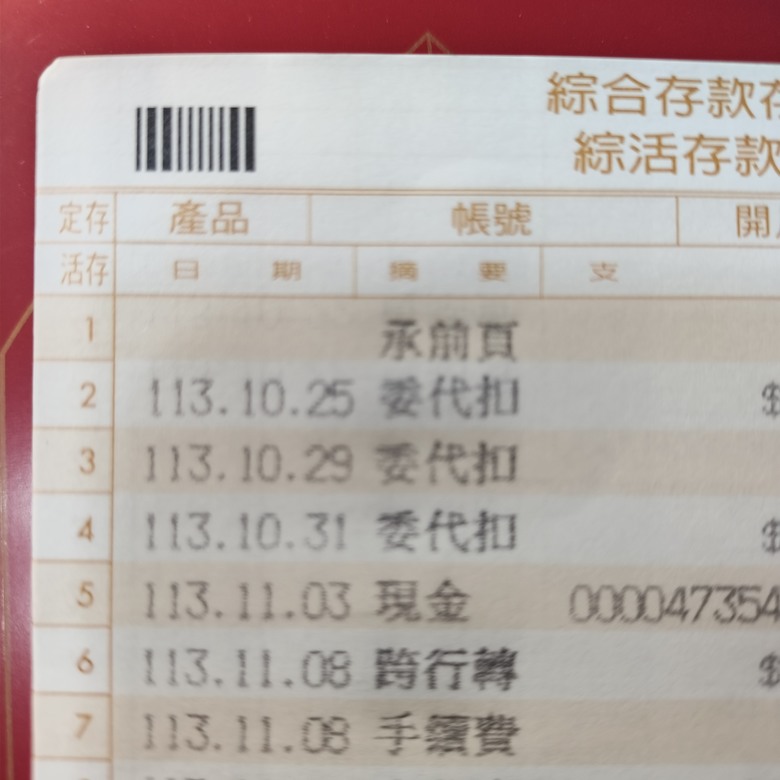 綜合存款存
綜活存款
定存 產品 帳號 開
活存 日 期 摘 要 支
1 承前頁
2 113.10.25 委代扣 $
3 113.10.29 委代扣
4 113.10.31 委代扣 $
5 113.11.03 現金 000047354
6 113.11.08 跨行轉 $
7 113.11.08 手續費